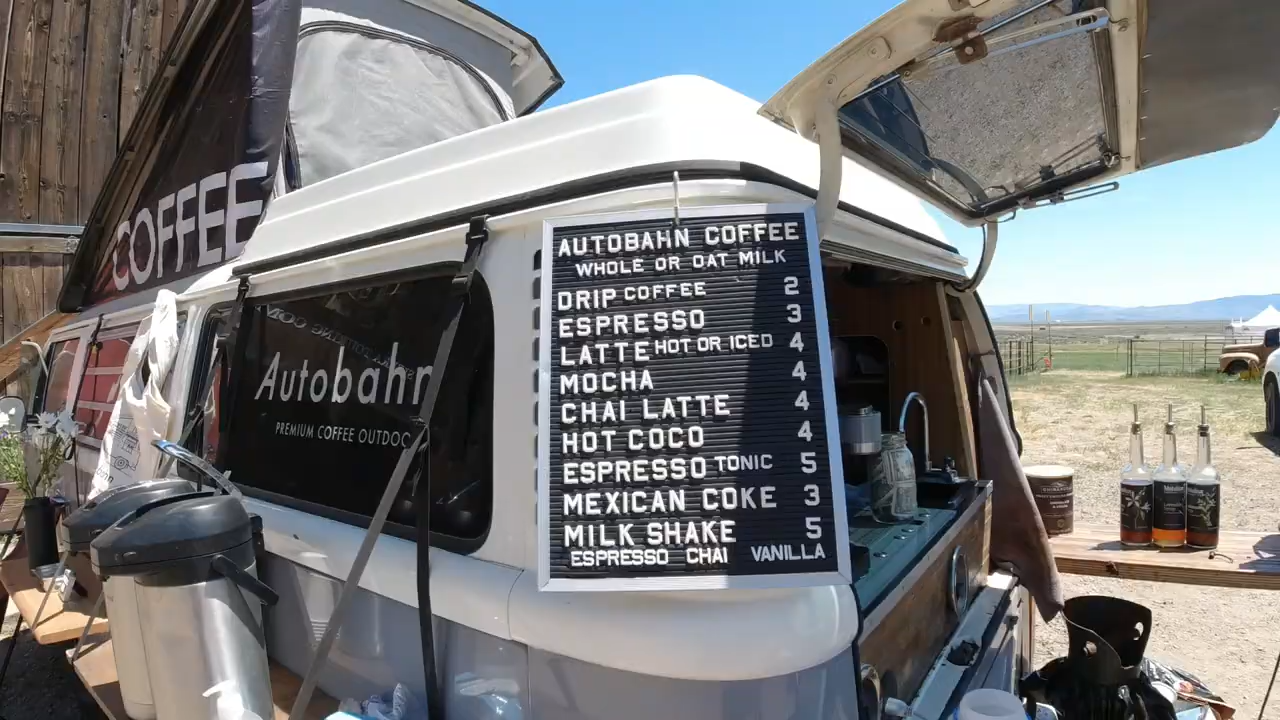 COFFEE
Autobahn
PREMIUM COFFEE OUTDOO
AUTOBAHN COFFEE
WHOLE OR OAT MILK
DRIP COFFEE 2
ESPRESSO 3
LATTE HOT OR ICED 4
MOCHA 4
CHAI LATTE 4
HOT COCO 4
ESPRESSO TONIC 5
MEXICAN COKE 3
MILK SHAKE 5
ESPRESSO CHAI VANILLA